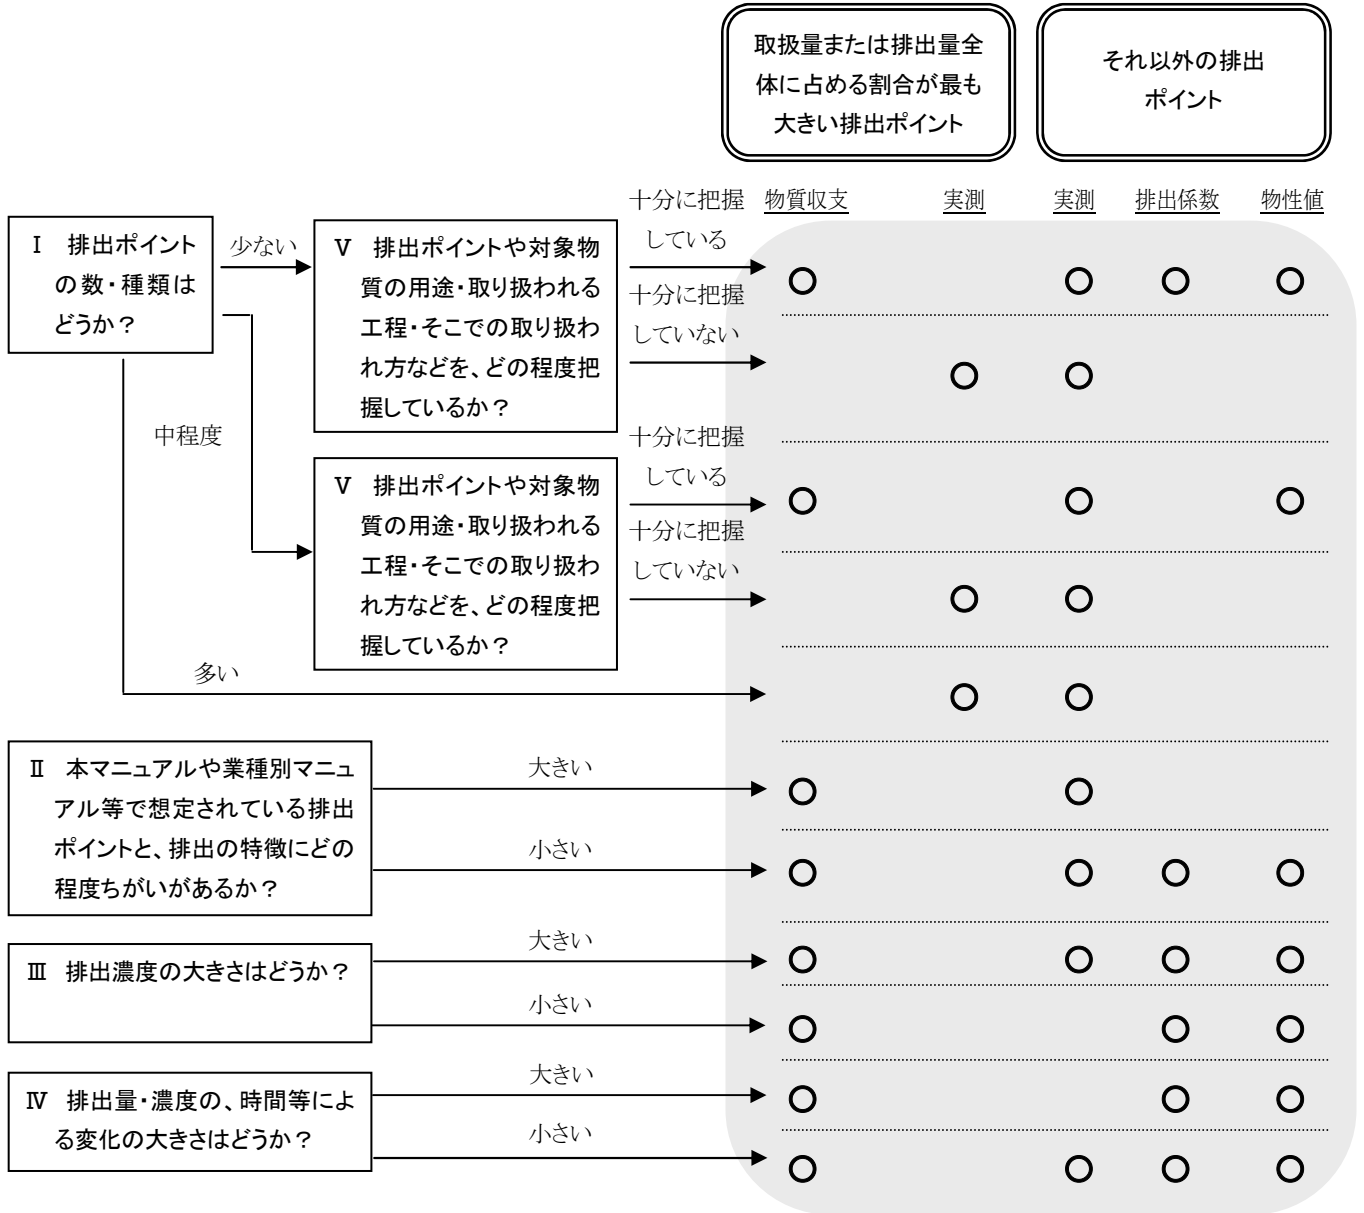 取扱量または排出量全
体に占める割合が最も
大きい排出ポイント
それ以外の排出
ポイント
物質収支
実測
実測
排出係数
物性値
Ⅰ 排出ポイント
の数・種類は
どうか？
少ない
中程度
多い
Ⅴ 排出ポイントや対象物
質の用途・取り扱われる
工程・そこでの取り扱わ
れ方などを、どの程度把
握しているか？
十分に把握
している
十分に把握
していない
Ⅴ 排出ポイントや対象物
質の用途・取り扱われる
工程・そこでの取り扱わ
れ方などを、どの程度把
握しているか？
十分に把握
している
十分に把握
していない
Ⅱ 本マニュアルや業種別マニュ
アル等で想定されている排出
ポイントと、排出の特徴にどの
程度ちがいがあるか？
大きい
小さい
Ⅲ 排出濃度の大きさはどうか？
大きい
小さい
Ⅳ 排出量・濃度の、時間等によ
る変化の大きさはどうか？
大きい
小さい